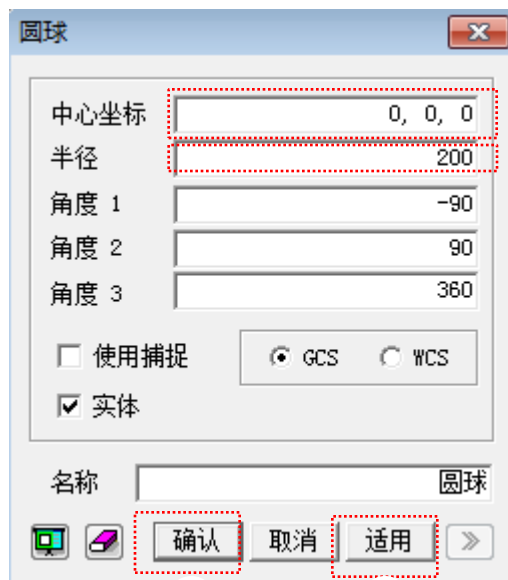 圆球
中心坐标 0, 0, 0
半径 200
角度 1 -90
角度 2 90
角度 3 360
使用捕捉 GCS WCS
实体
名称 圆球
确认 取消 适用